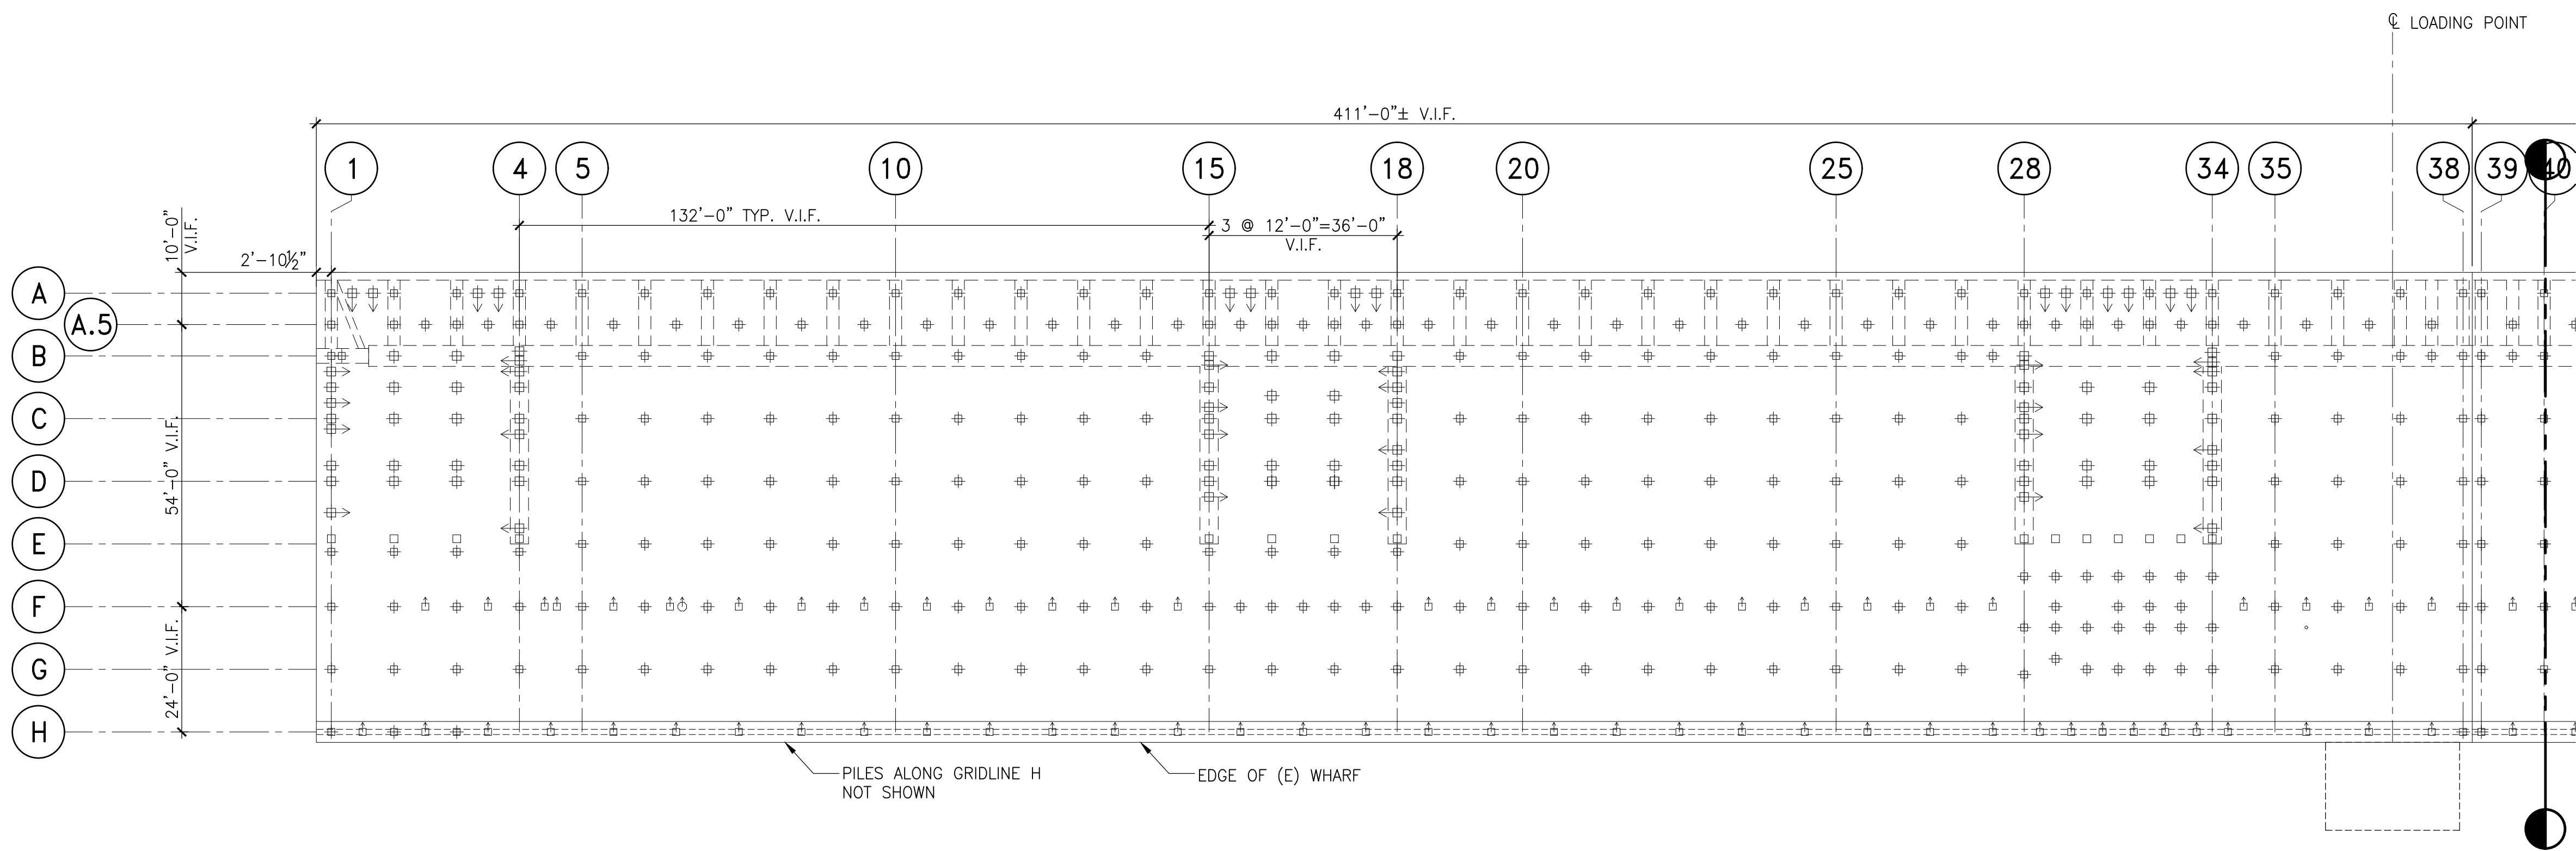 ℄ LOADING POINT
411'-0"± V.I.F.
1
4
5
10
15
18
20
25
28
34
35
38
39
40
132'-0" TYP. V.I.F.
3 @ 12'-0"=36'-0"
V.I.F.
10'-0"
V.I.F.
2'-10½"
A
A.5
B
C
D
E
F
G
H
54'-0" V.I.F.
24'-0" V.I.F.
PILES ALONG GRIDLINE H
NOT SHOWN
EDGE OF (E) WHARF